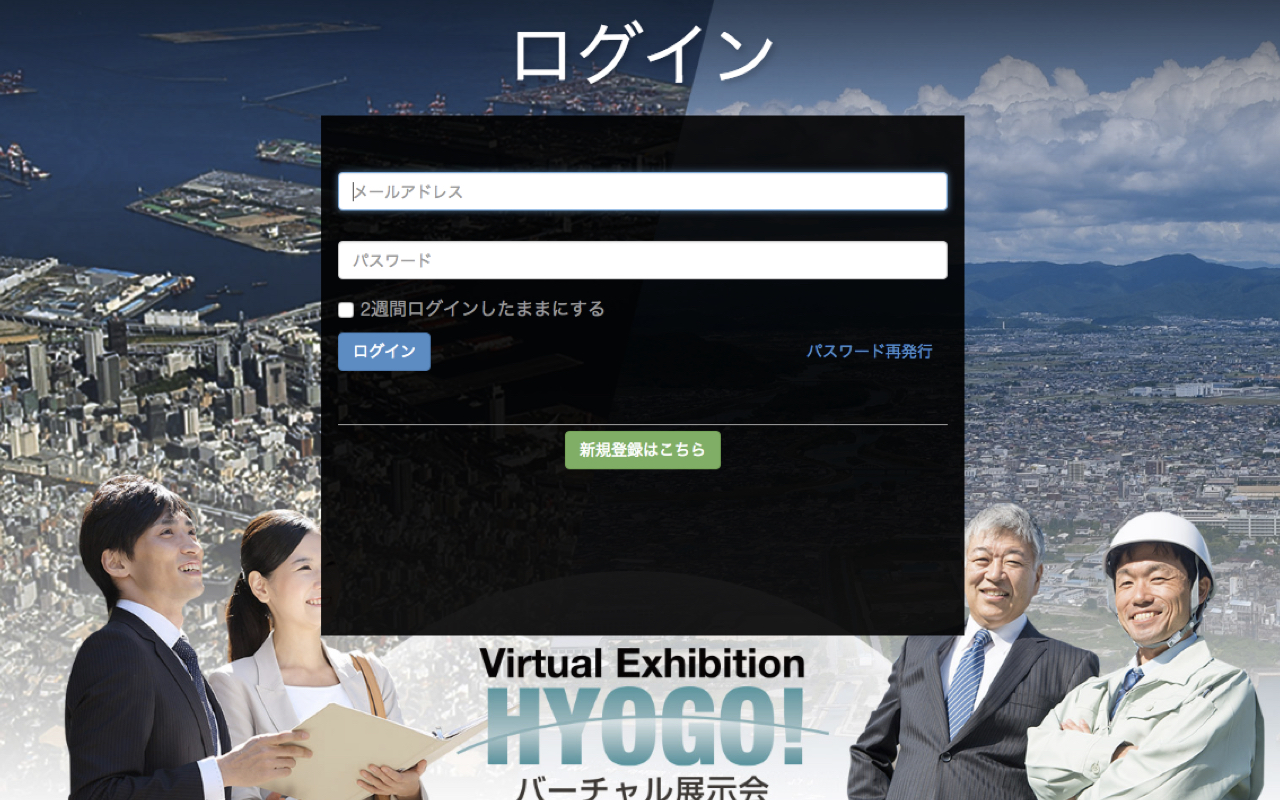 ログイン
メールアドレス
パスワード
2週間ログインしたままにする
ログイン
パスワード再発行
新規登録はこちら
Virtual Exhibition
HYOGO!
バーチャル展示会